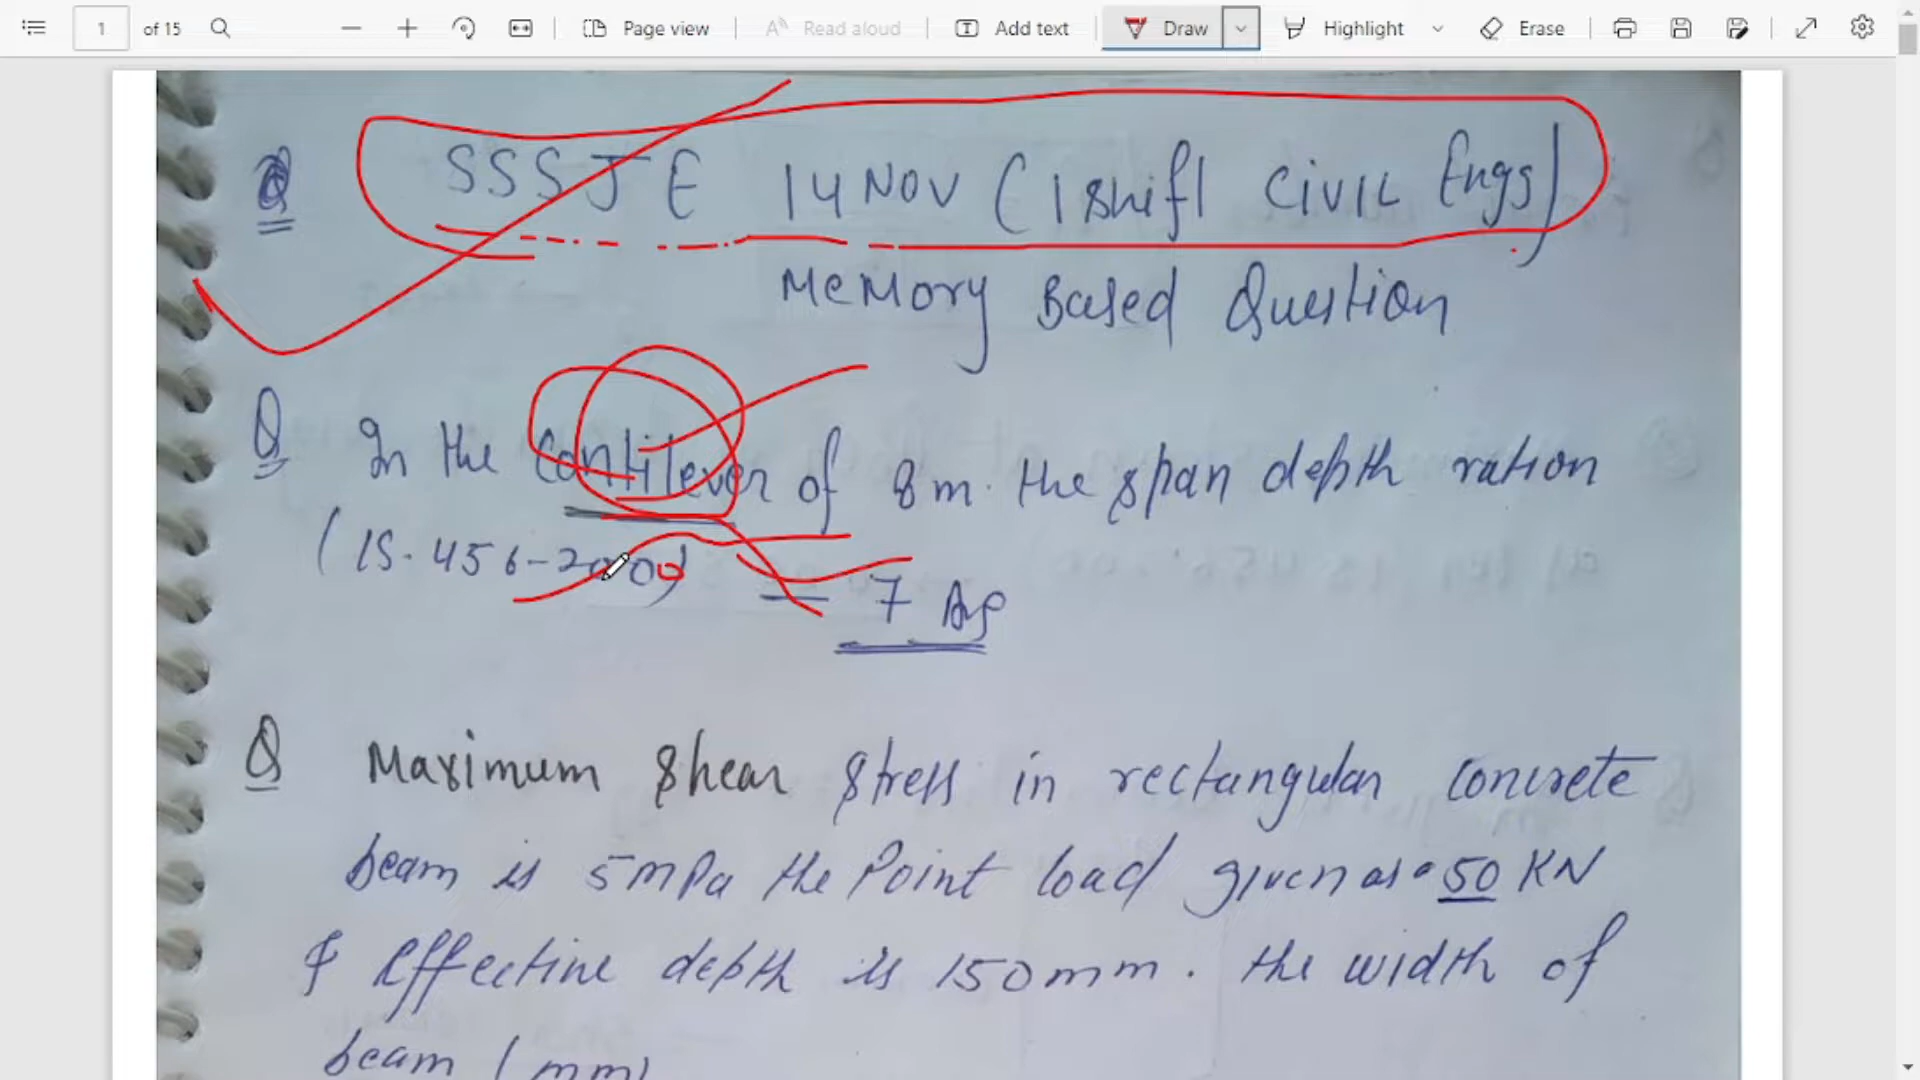 1 of 15 Page view Read aloud Add text Draw Highlight Erase
Q SSSJE 14 NOV ( 1 Shift CIVIL Engg)
Memory Based Question
Q In the Cantilever of 8m. the span depth ration
(IS.456-2000) = 7 Ans
Q Maximum Shear Stress in rectangular concrete
beam is 5mPa the Point load given as 50 KN
& Effective depth is 150mm. the width of
beam (mm)